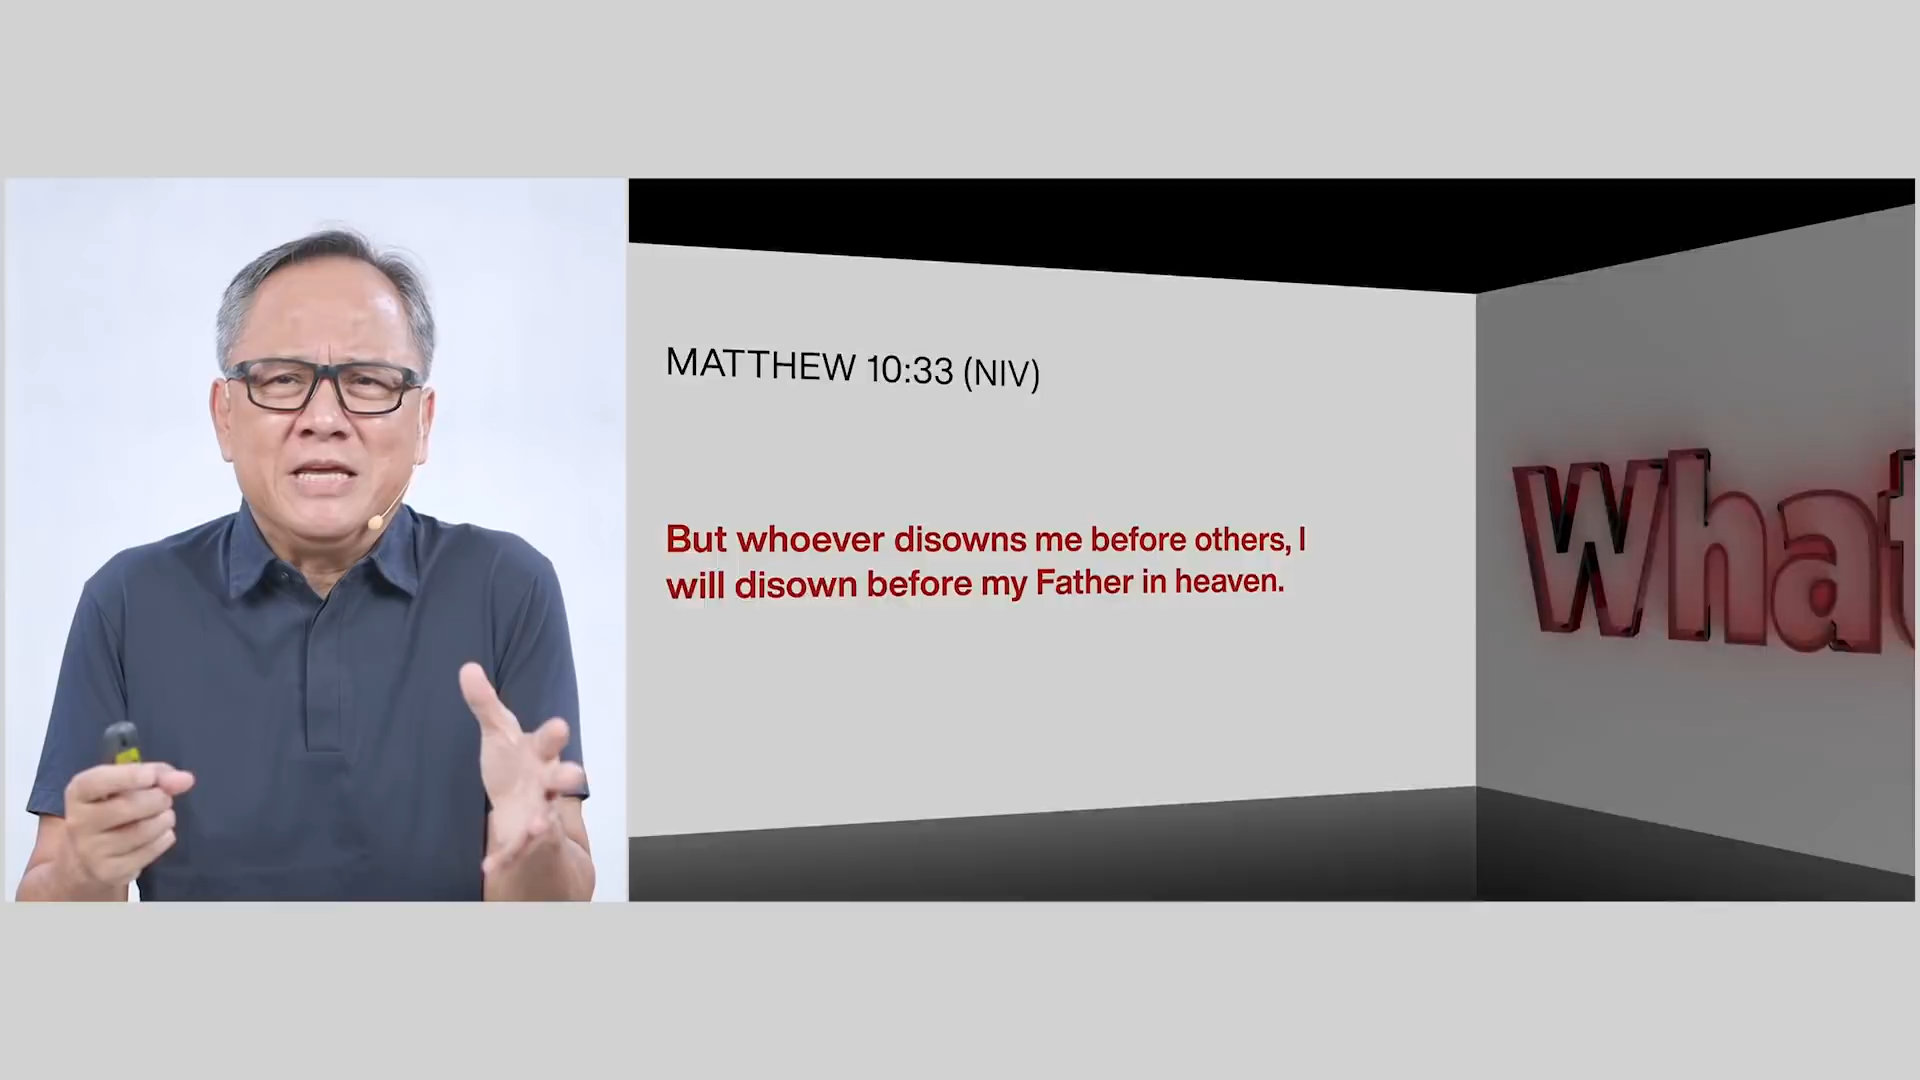 MATTHEW 10:33 (NIV)
But whoever disowns me before others, I
will disown before my Father in heaven.
What